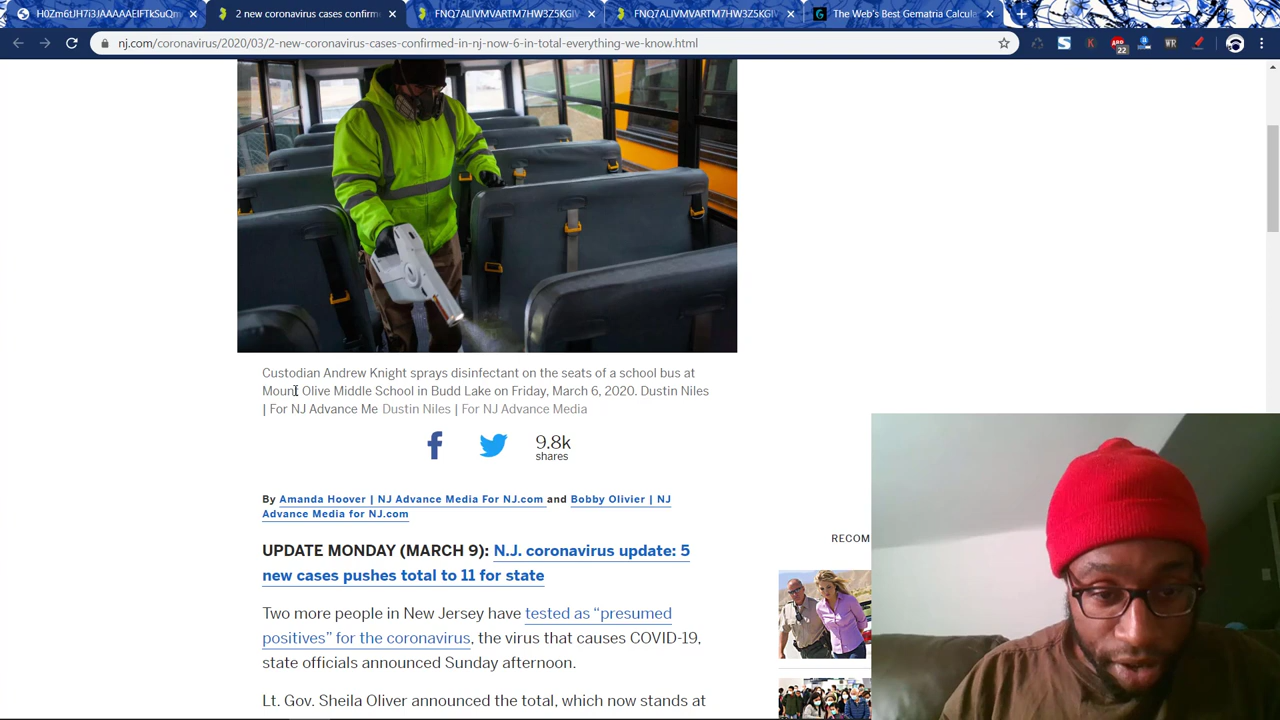 H0Zm6tJH7i3JAAAAAElFTkSuQm
2 new coronavirus cases confirm
FNQ7ALIVMVARTM7HW3Z5KGIV
FNQ7ALIVMVARTM7HW3Z5KGIV
The Web's Best Gematria Calcula
nj.com/coronavirus/2020/03/2-new-coronavirus-cases-confirmed-in-nj-now-6-in-total-everything-we-know.html
22
WR
Custodian Andrew Knight sprays disinfectant on the seats of a school bus at
Mount Olive Middle School in Budd Lake on Friday, March 6, 2020. Dustin Niles
| For NJ Advance Me Dustin Niles | For NJ Advance Media
9.8k
shares
By Amanda Hoover | NJ Advance Media For NJ.com and Bobby Olivier | NJ
Advance Media for NJ.com
UPDATE MONDAY (MARCH 9): N.J. coronavirus update: 5
new cases pushes total to 11 for state
RECOM
Two more people in New Jersey have tested as “presumed
positives” for the coronavirus, the virus that causes COVID-19,
state officials announced Sunday afternoon.
Lt. Gov. Sheila Oliver announced the total, which now stands at